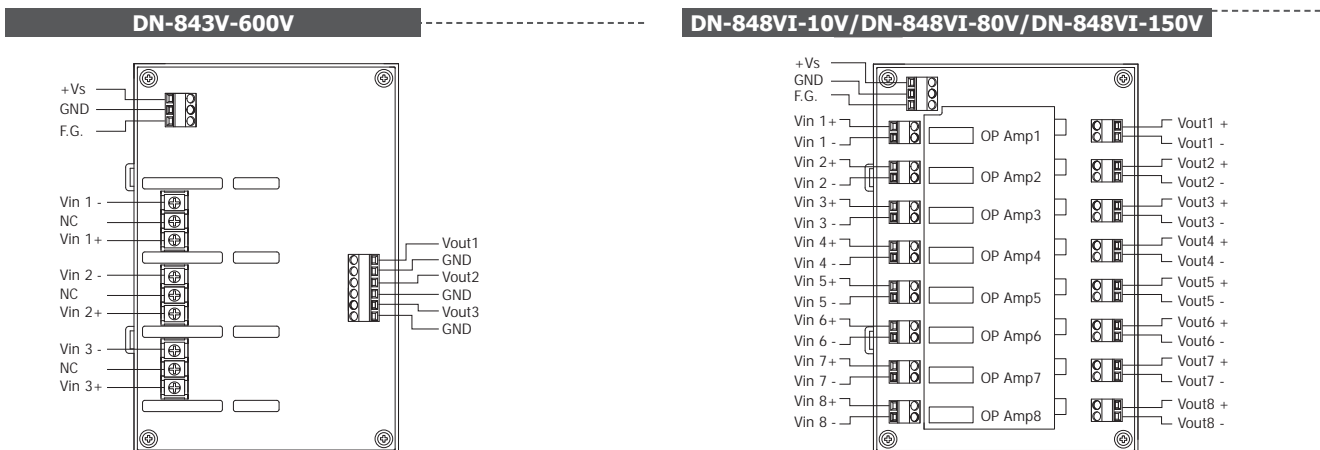 DN-843V-600V
+Vs
GND
F.G.
Vin 1 -
NC
Vin 1+
Vin 2 -
NC
Vin 2+
Vin 3 -
NC
Vin 3+
Vout1
GND
Vout2
GND
Vout3
GND
DN-848VI-10V/DN-848VI-80V/DN-848VI-150V
+Vs
GND
F.G.
Vin 1+
Vin 1 -
Vin 2+
Vin 2 -
Vin 3+
Vin 3 -
Vin 4+
Vin 4 -
Vin 5+
Vin 5 -
Vin 6+
Vin 6 -
Vin 7+
Vin 7 -
Vin 8+
Vin 8 -
OP Amp1
OP Amp2
OP Amp3
OP Amp4
OP Amp5
OP Amp6
OP Amp7
OP Amp8
Vout1 +
Vout1 -
Vout2 +
Vout2 -
Vout3 +
Vout3 -
Vout4 +
Vout4 -
Vout5 +
Vout5 -
Vout6 +
Vout6 -
Vout7 +
Vout7 -
Vout8 +
Vout8 -